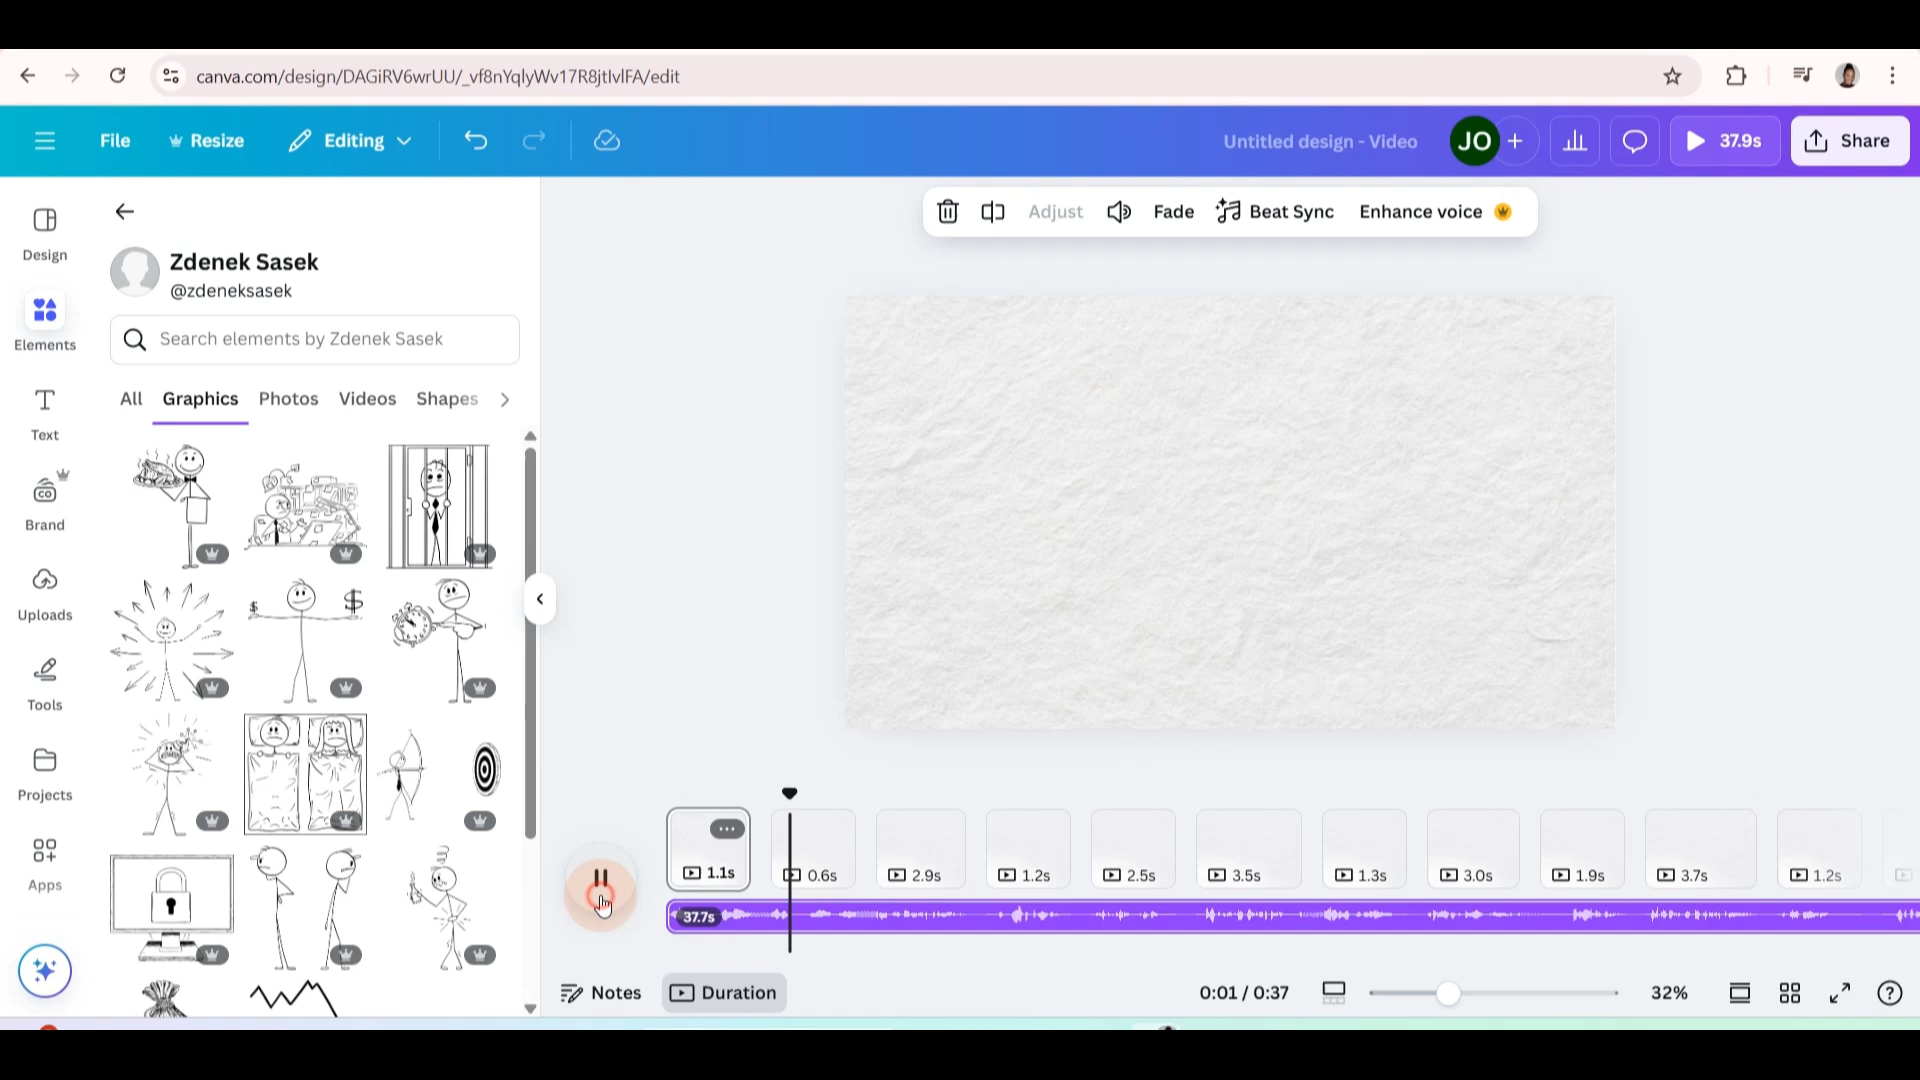 canva.com/design/DAGiRV6wrUU/_vf8nYqlyWv17R8jtIvlFA/edit
File Resize Editing Untitled design - Video JO + 37.9s Share
Adjust Fade Beat Sync Enhance voice
Design
Elements
Text
Brand
Uploads
Tools
Projects
Apps
Zdenek Sasek
@zdeneksasek
Search elements by Zdenek Sasek
All Graphics Photos Videos Shapes
$ $
1.1s 0.6s 2.9s 1.2s 2.5s 3.5s 1.3s 3.0s 1.9s 3.7s 1.2s
37.7s
Notes Duration 0:01 / 0:37 32%